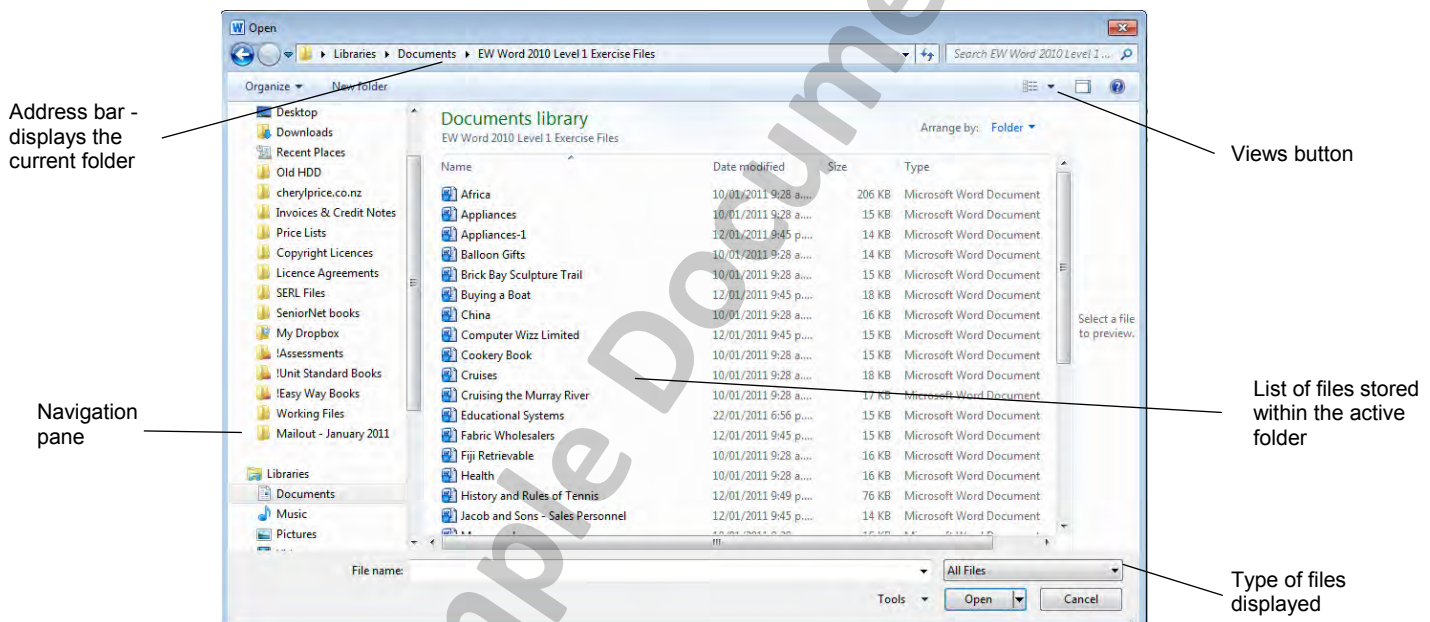 Open
Libraries ▸ Documents ▸ EW Word 2010 Level 1 Exercise Files
Search EW Word 2010 Level 1 ...
Organize
New folder
Address bar -
displays the
current folder
Views button
Navigation
pane
List of files stored
within the active
folder
Type of files
displayed
Desktop
Downloads
Recent Places
Old HDD
cherylprice.co.nz
Invoices & Credit Notes
Price Lists
Copyright Licences
Licence Agreements
SERL Files
SeniorNet books
My Dropbox
!Assessments
!Unit Standard Books
!Easy Way Books
Working Files
Mailout - January 2011
Libraries
Documents
Music
Pictures
Documents library
EW Word 2010 Level 1 Exercise Files
Arrange by: Folder
Name Date modified Size Type
Africa 10/01/2011 9:28 a.... 206 KB Microsoft Word Document
Appliances 10/01/2011 9:28 a.... 15 KB Microsoft Word Document
Appliances-1 12/01/2011 9:45 p.... 14 KB Microsoft Word Document
Balloon Gifts 10/01/2011 9:28 a.... 14 KB Microsoft Word Document
Brick Bay Sculpture Trail 10/01/2011 9:28 a.... 15 KB Microsoft Word Document
Buying a Boat 12/01/2011 9:45 p.... 18 KB Microsoft Word Document
China 10/01/2011 9:28 a.... 16 KB Microsoft Word Document
Computer Wizz Limited 12/01/2011 9:45 p.... 15 KB Microsoft Word Document
Cookery Book 10/01/2011 9:28 a.... 15 KB Microsoft Word Document
Cruises 10/01/2011 9:28 a.... 18 KB Microsoft Word Document
Cruising the Murray River 10/01/2011 9:28 a.... 17 KB Microsoft Word Document
Educational Systems 22/01/2011 6:56 p.... 15 KB Microsoft Word Document
Fabric Wholesalers 12/01/2011 9:45 p.... 15 KB Microsoft Word Document
Fiji Retrievable 10/01/2011 9:28 a.... 16 KB Microsoft Word Document
Health 10/01/2011 9:28 a.... 16 KB Microsoft Word Document
History and Rules of Tennis 12/01/2011 9:49 p.... 76 KB Microsoft Word Document
Jacob and Sons - Sales Personnel 12/01/2011 9:45 p.... 14 KB Microsoft Word Document
Select a file
to preview.
File name:
All Files
Tools
Open
Cancel